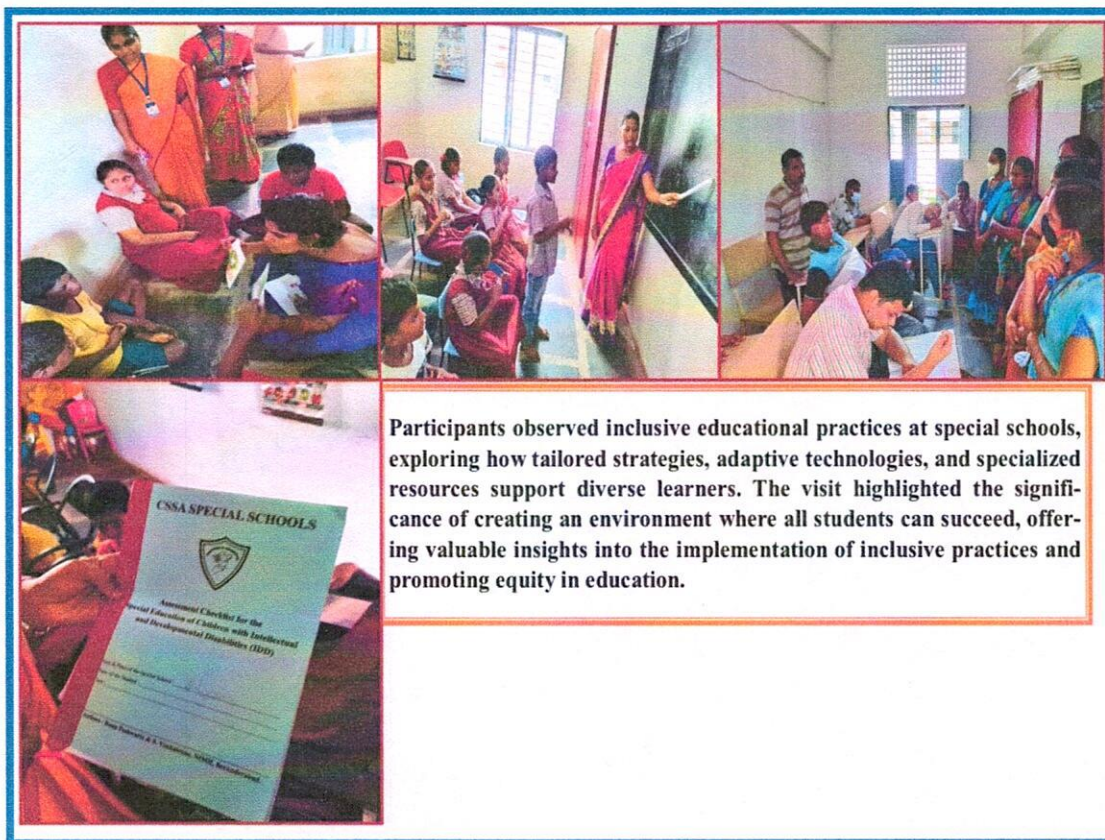 Participants observed inclusive educational practices at special schools,
exploring how tailored strategies, adaptive technologies, and specialized
resources support diverse learners. The visit highlighted the signifi-
cance of creating an environment where all students can succeed, offer-
ing valuable insights into the implementation of inclusive practices and
promoting equity in education.
CSSA SPECIAL SCHOOLS
Assessment Checklist for the
Special Education of Children with Intellectual
and Developmental Disabilities (IDD)